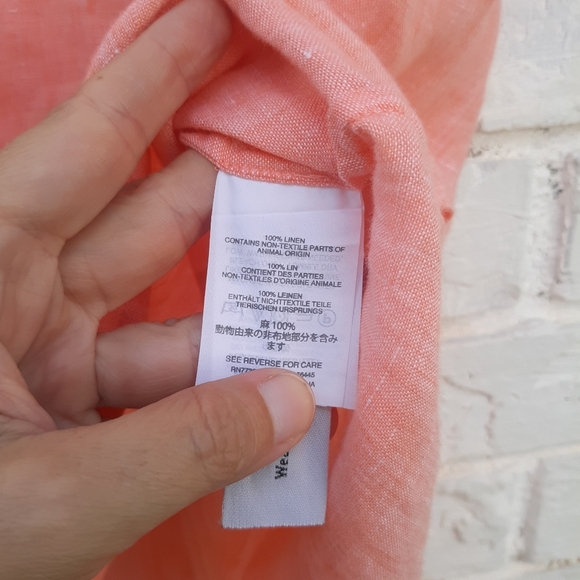 100% LINEN
CONTAINS NON-TEXTILE PARTS OF
ANIMAL ORIGIN
100% LIN
CONTIENT DES PARTIES
NON-TEXTILES D'ORIGINE ANIMALE
100% LEINEN
ENTHÄLT NICHTTEXTILE TEILE
TIERISCHEN URSPRUNGS
麻 100%
動物由来の非布地部分を含み
ます
SEE REVERSE FOR CARE